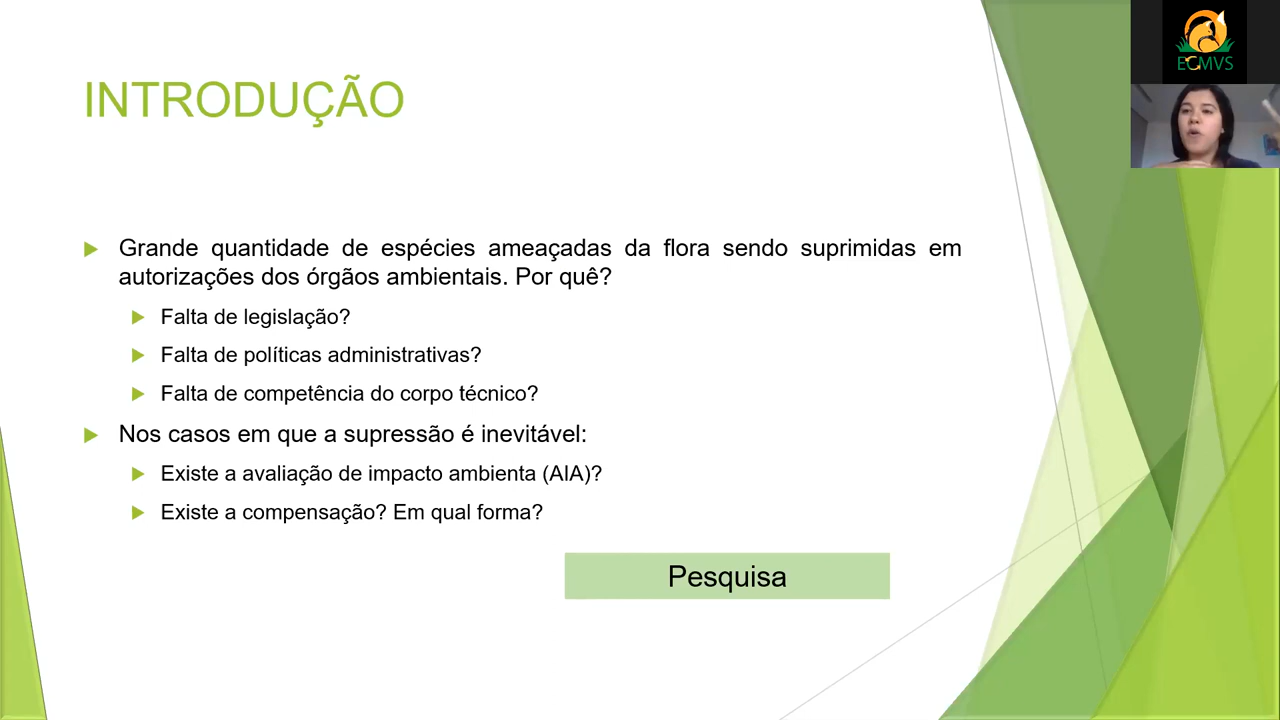 ECMVS
INTRODUÇÃO
Grande quantidade de espécies ameaçadas da flora sendo suprimidas em
autorizações dos órgãos ambientais. Por quê?
Falta de legislação?
Falta de políticas administrativas?
Falta de competência do corpo técnico?
Nos casos em que a supressão é inevitável:
Existe a avaliação de impacto ambienta (AIA)?
Existe a compensação? Em qual forma?
Pesquisa